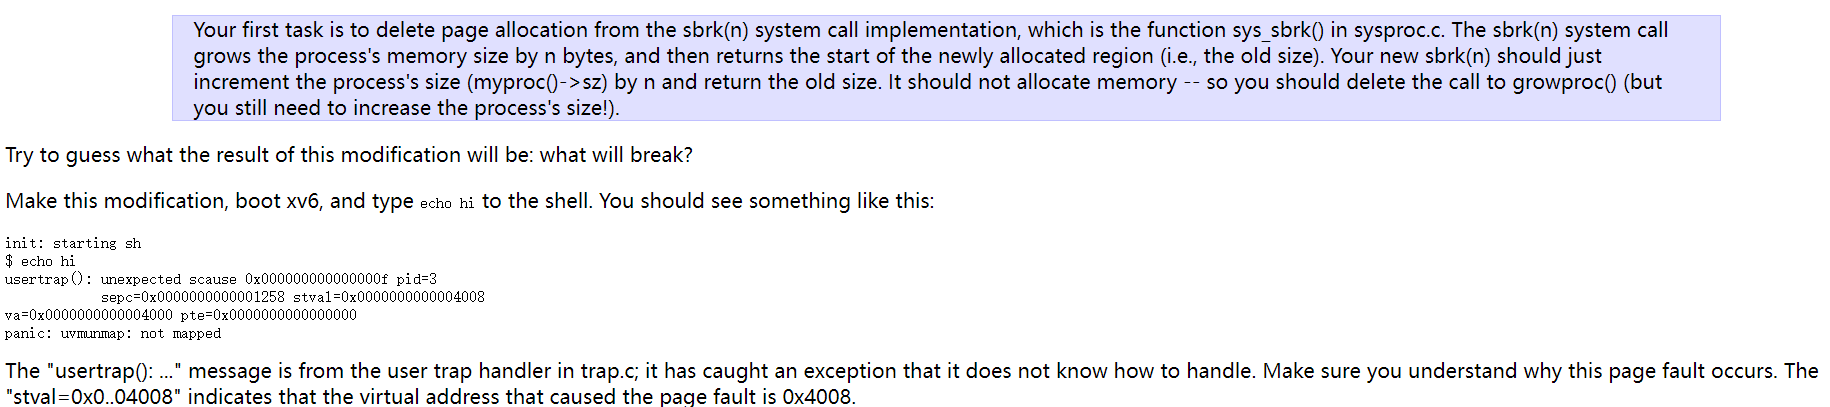 Your first task is to delete page allocation from the sbrk(n) system call implementation, which is the function sys_sbrk() in sysproc.c. The sbrk(n) system call
grows the process's memory size by n bytes, and then returns the start of the newly allocated region (i.e., the old size). Your new sbrk(n) should just
increment the process's size (myproc()->sz) by n and return the old size. It should not allocate memory -- so you should delete the call to growproc() (but
you still need to increase the process's size!).
Try to guess what the result of this modification will be: what will break?
Make this modification, boot xv6, and type echo hi to the shell. You should see something like this:
init: starting sh
$ echo hi
usertrap(): unexpected scause 0x000000000000000f pid=3
            sepc=0x0000000000001258 stval=0x0000000000004008
va=0x0000000000004000 pte=0x0000000000000000
panic: uvmunmap: not mapped
The "usertrap(): ..." message is from the user trap handler in trap.c; it has caught an exception that it does not know how to handle. Make sure you understand why this page fault occurs. The
"stval=0x0..04008" indicates that the virtual address that caused the page fault is 0x4008.